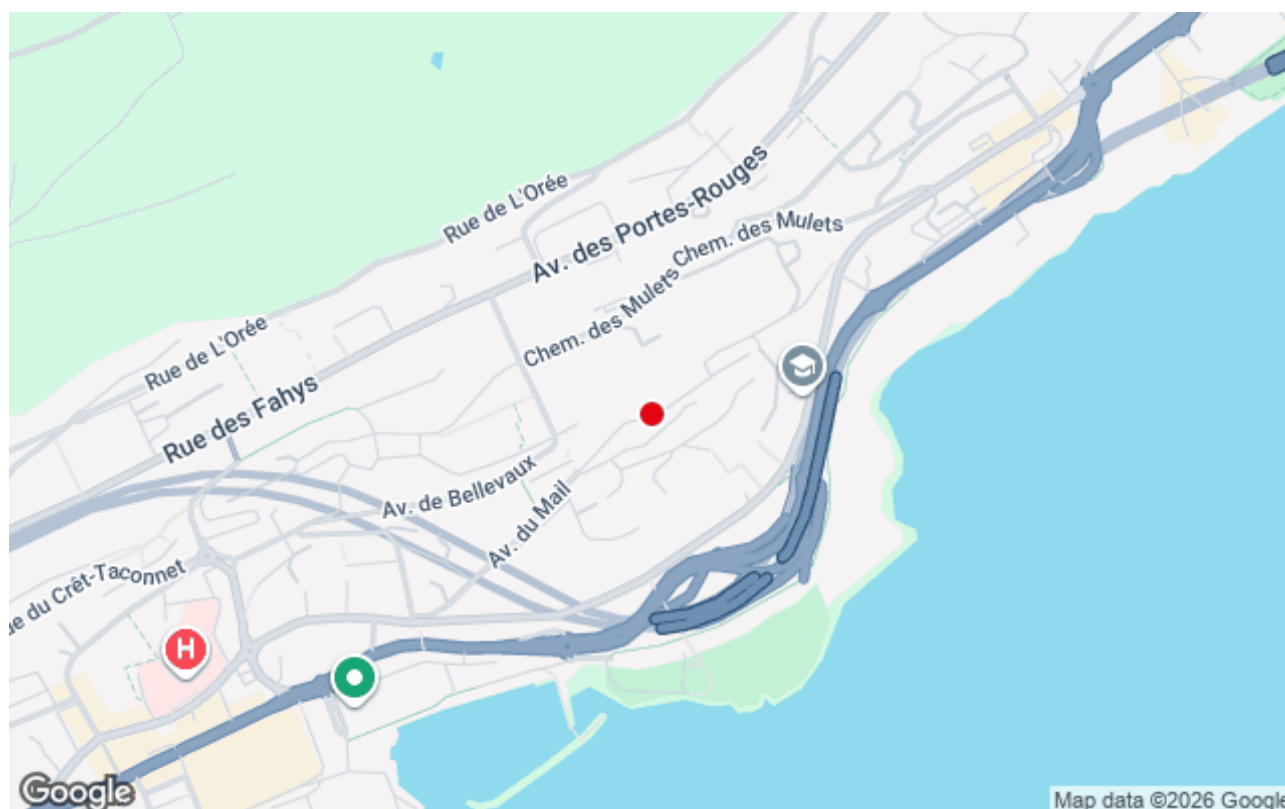 Rue de L'Orée
Av. des Portes-Rouges
Chem. des Mulets
Chem. des Mulets
Rue de L'Orée
Rue des Fahys
Av. de Bellevaux
Av. du Mail
du Crêt-Taconnet
H
Google
Map data ©2026 Google